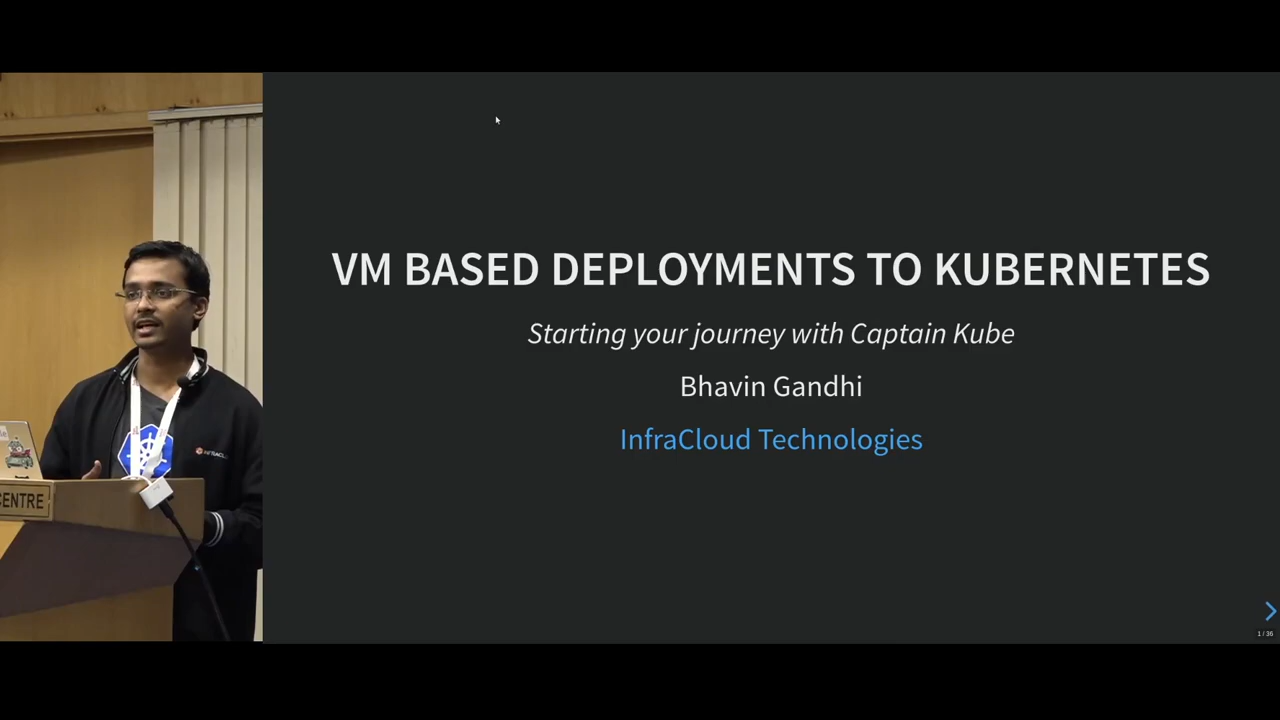 VM BASED DEPLOYMENTS TO KUBERNETES
Starting your journey with Captain Kube
Bhavin Gandhi
InfraCloud Technologies
CENTRE
1 / 36